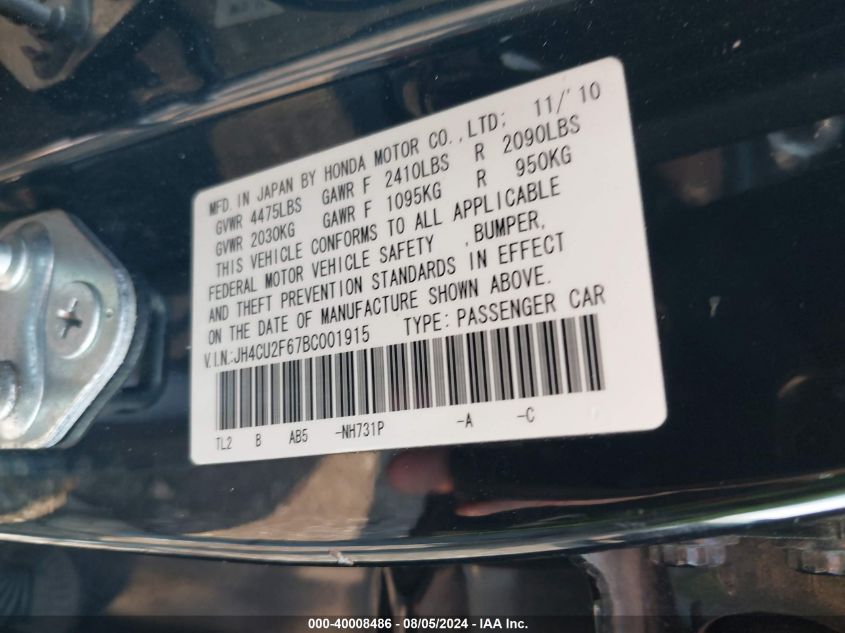 MFD. IN JAPAN BY HONDA MOTOR CO., LTD: 11/'10
GVWR 4475LBS GAWR F 2410LBS R 2090LBS
GVWR 2030KG GAWR F 1095KG R 950KG
THIS VEHICLE CONFORMS TO ALL APPLICABLE
FEDERAL MOTOR VEHICLE SAFETY , BUMPER,
AND THEFT PREVENTION STANDARDS IN EFFECT
ON THE DATE OF MANUFACTURE SHOWN ABOVE.
V.I.N.:JH4CU2F67BC001915 TYPE: PASSENGER CAR
TL2 B AB5 -NH731P -A -C
000-40008486 - 08/05/2024 - IAA Inc.